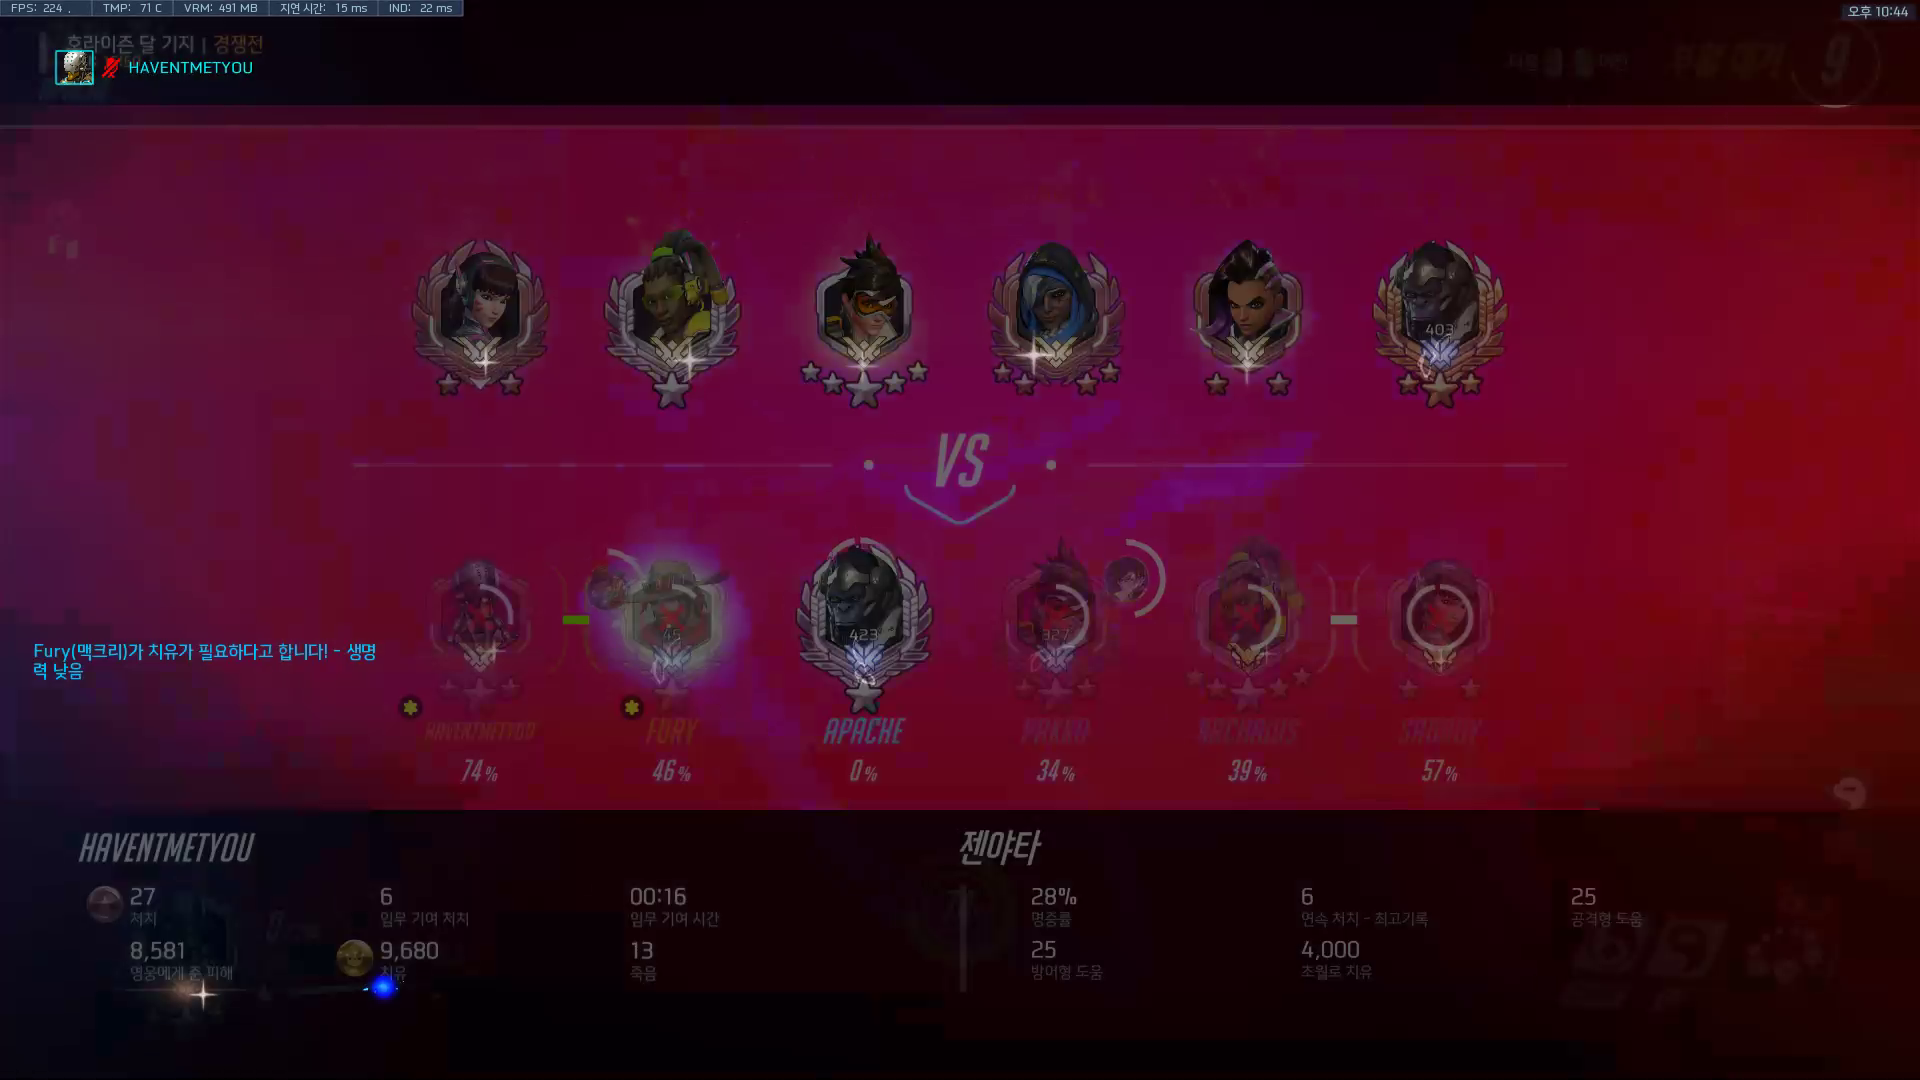 FPS: 224 .
TMP: 71 C
VRM: 491 MB
지연 시간: 15 ms
IND: 22 ms
오후 10:44
호라이즌 달 기지 | 경쟁전
HAVENTMETYOU
9
403
VS
45
423
327
Fury(맥크리)가 치유가 필요하다고 합니다! - 생명
력 낮음
HAVENTMETYOU
FURY
APACHE
74%
46%
0%
34%
39%
57%
HAVENTMETYOU
젠야타
27
처치
6
임무 기여 처치
00:16
임무 기여 시간
28%
명중률
6
연속 처치 - 최고기록
25
공격형 도움
8,581
영웅에게 준 피해
9,680
치유
13
죽음
25
방어형 도움
4,000
초월로 치유